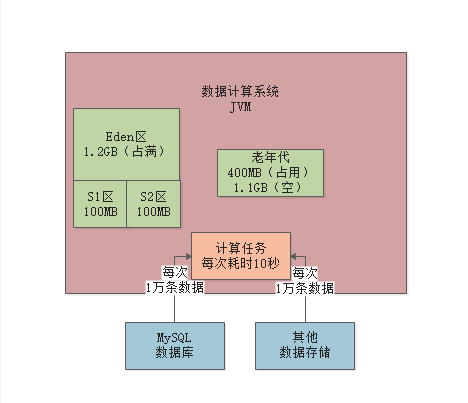 数据计算系统
JVM
Eden区
1.2GB（占满）
老年代
400MB（占用）
1.1GB（空）
S1区
100MB
S2区
100MB
计算任务
每次耗时10秒
每次
1万条数据
每次
1万条数据
MySQL
数据库
其他
数据存储